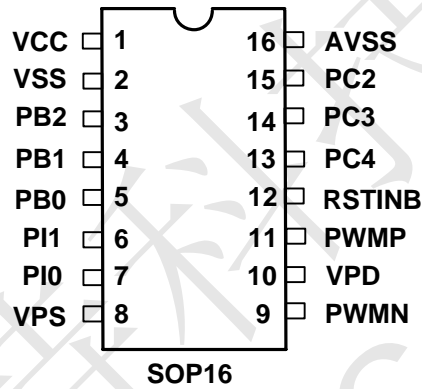 VCC 1 16 AVSS
VSS 2 15 PC2
PB2 3 14 PC3
PB1 4 13 PC4
PB0 5 12 RSTINB
PI1 6 11 PWMP
PI0 7 10 VPD
VPS 8 9 PWMN
SOP16